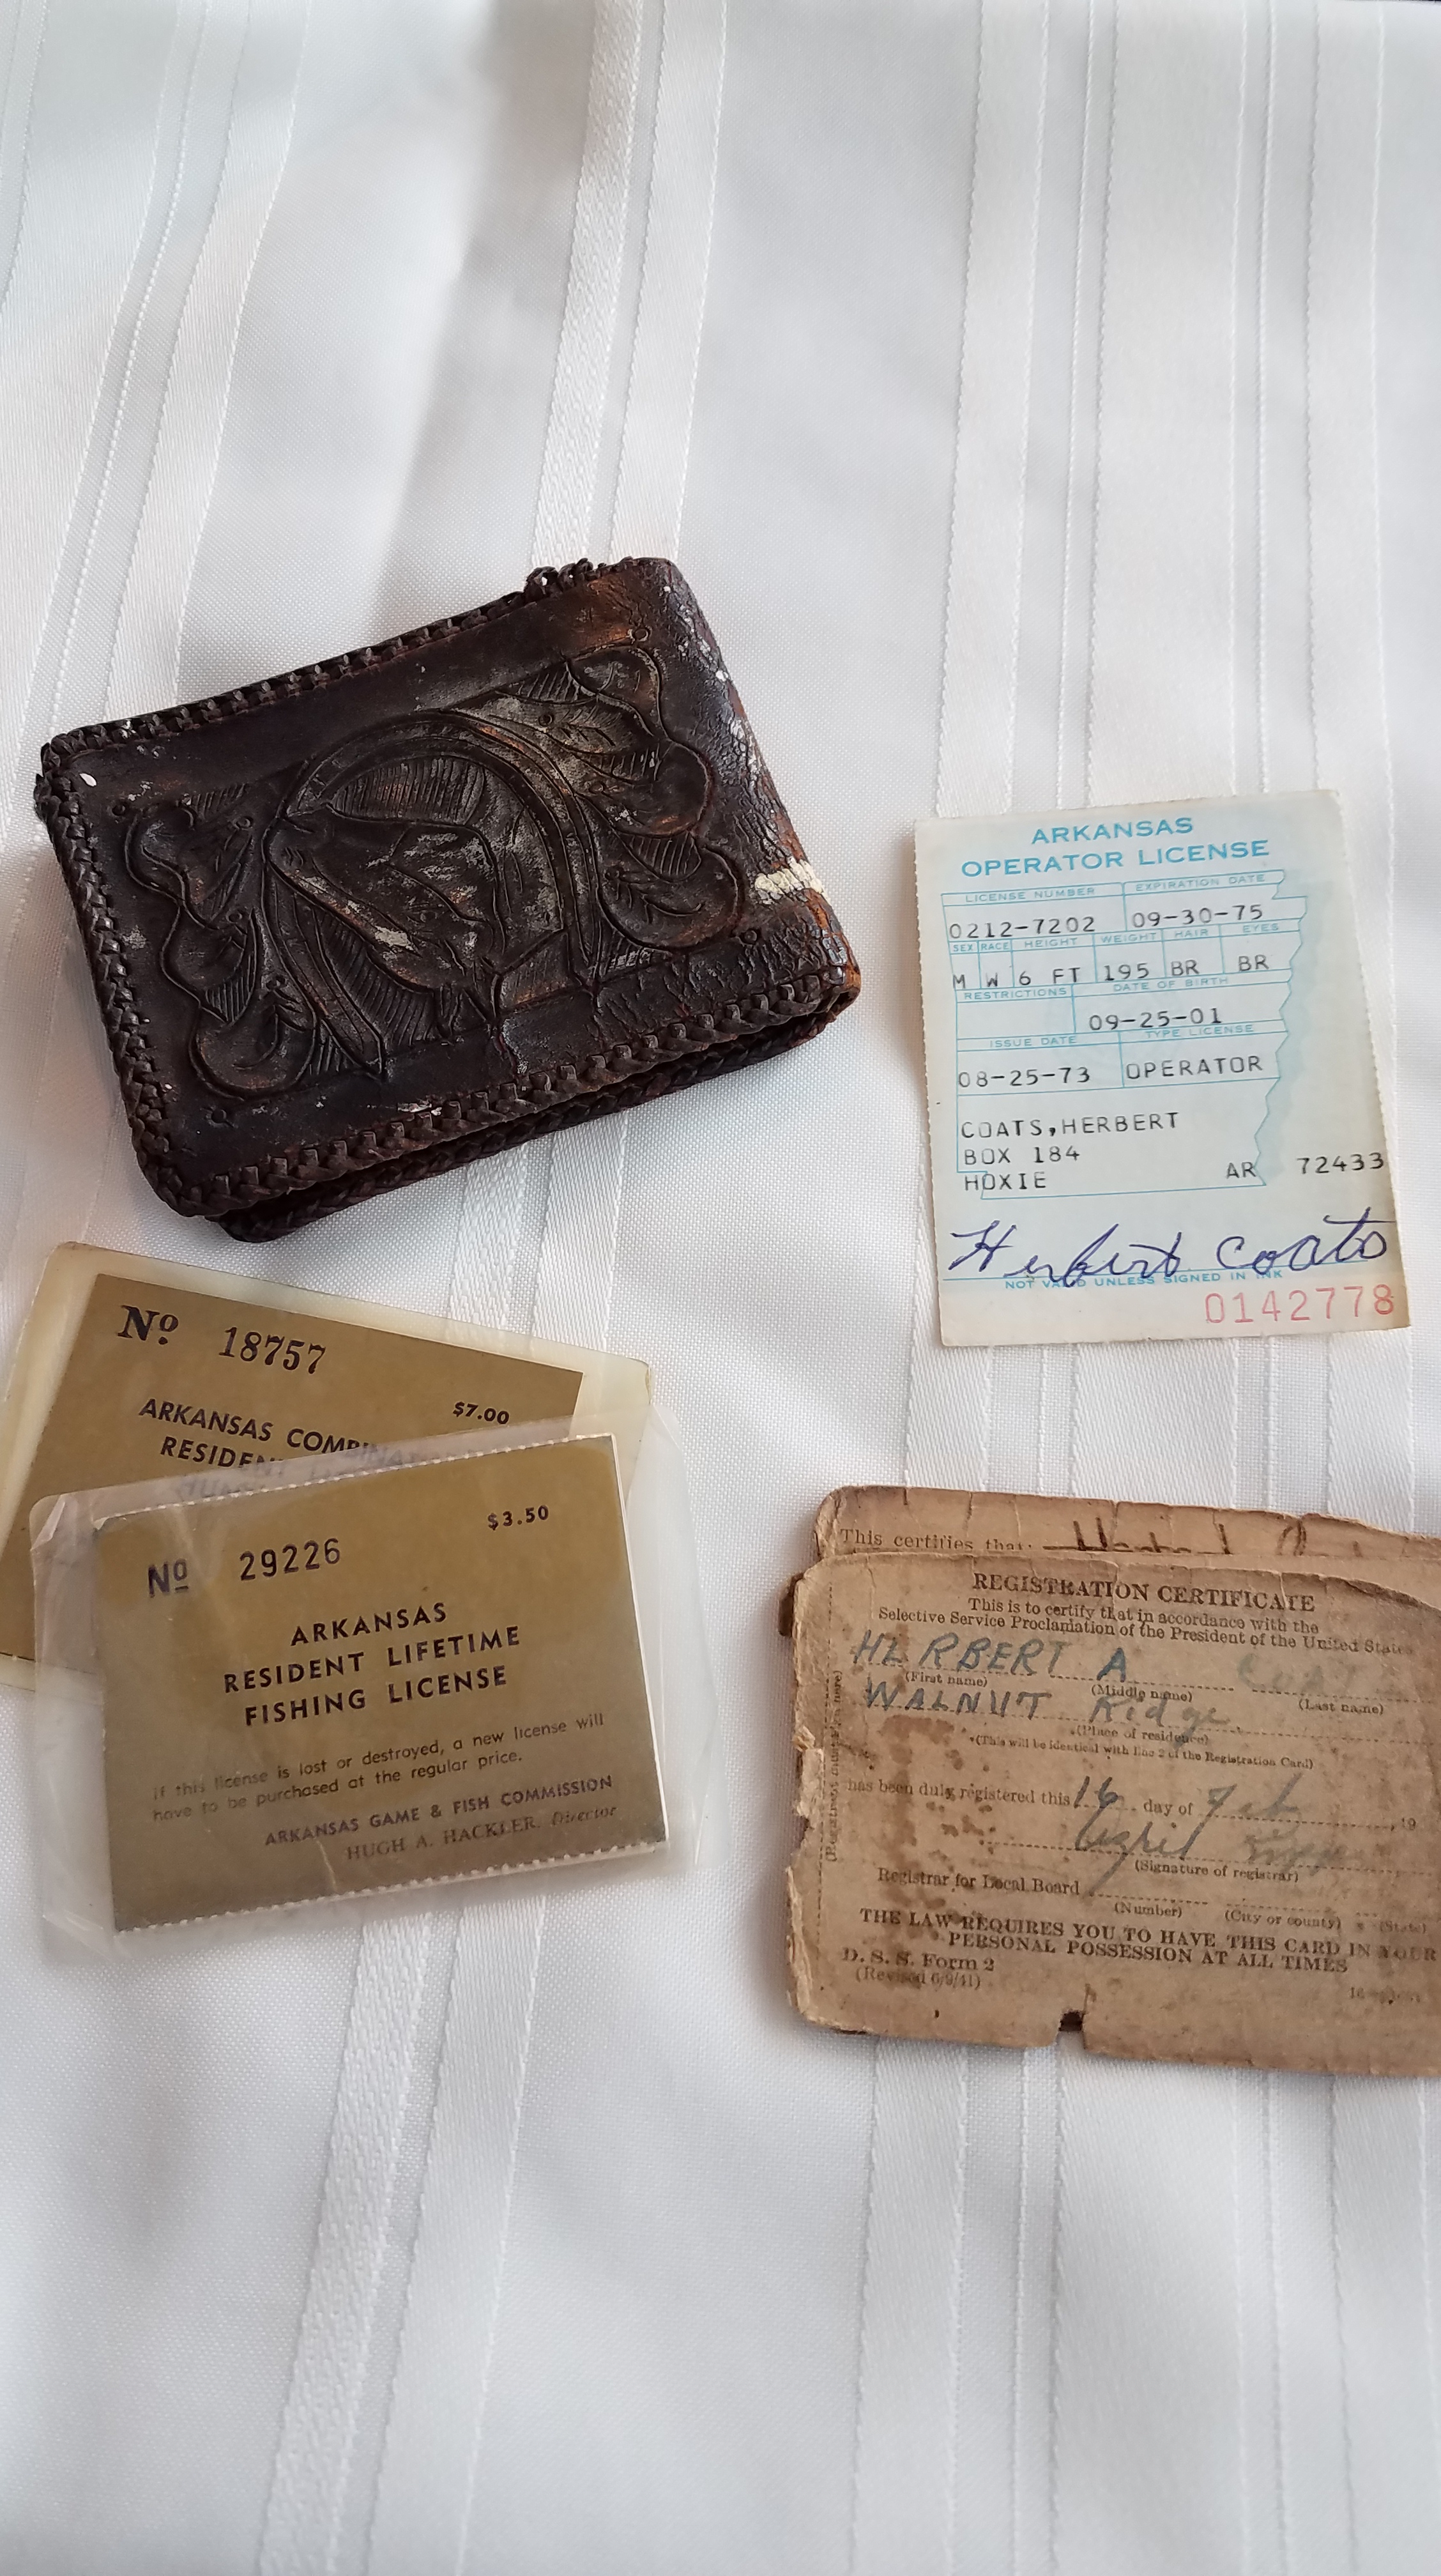 ARKANSAS
OPERATOR LICENSE
LICENSE NUMBER EXPIRATION DATE
0212-7202 09-30-75
SEX RACE HEIGHT WEIGHT HAIR EYES
M W 6 FT 195 BR BR
RESTRICTIONS DATE OF BIRTH
09-25-01
ISSUE DATE TYPE LICENSE
08-25-73 OPERATOR
COATS,HERBERT
BOX 184
HOXIE AR 72433
Herbert Coats
NOT VALID UNLESS SIGNED IN INK
0142778
No 18757
$7.00
ARKANSAS
RESIDENT
$3.50
No 29226
ARKANSAS
RESIDENT LIFETIME
FISHING LICENSE
If this license is lost or destroyed, a new license will
have to be purchased at the regular price.
ARKANSAS GAME & FISH COMMISSION
HUGH A. HACKLER, Director
This certifies that
REGISTRATION CERTIFICATE
This is to certify that in accordance with the
Selective Service Proclamation of the President of the United States
HERBERT A
(First name) (Middle name) (Last name)
WALNUT Ridge
(Place of residence)
(This will be identical with line 2 of the Registration Card)
has been duly registered this 16 day of Feb , 19
(Signature of registrar)
Registrar for Local Board
(Number) (City or county) (State)
THE LAW REQUIRES YOU TO HAVE THIS CARD IN YOUR
PERSONAL POSSESSION AT ALL TIMES
D. S. S. Form 2
(Revised 6/9/41)